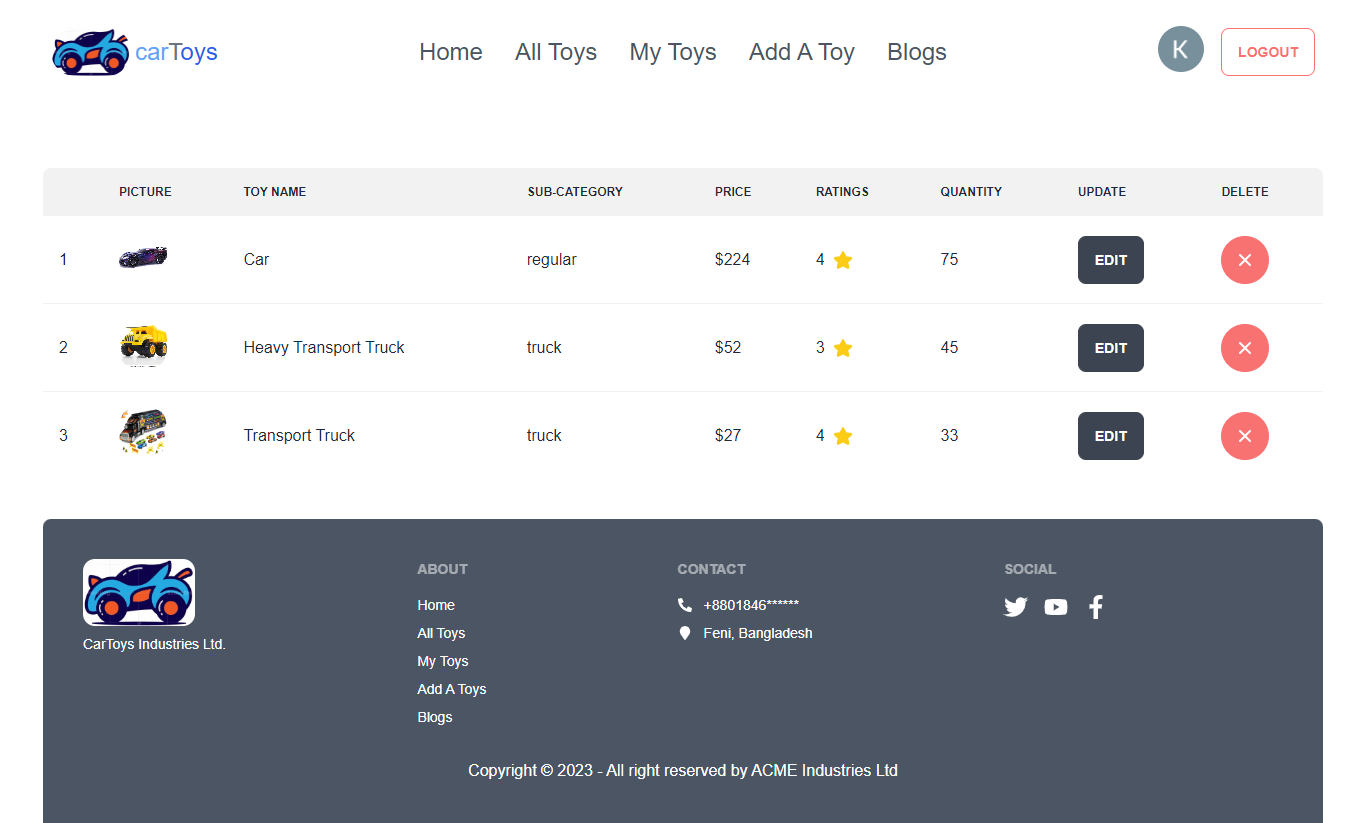 carToys Home All Toys My Toys Add A Toy Blogs K LOGOUT
PICTURE TOY NAME SUB-CATEGORY PRICE RATINGS QUANTITY UPDATE DELETE
1 Car regular $224 4 75 EDIT
2 Heavy Transport Truck truck $52 3 45 EDIT
3 Transport Truck truck $27 4 33 EDIT
CarToys Industries Ltd.
ABOUT
Home
All Toys
My Toys
Add A Toys
Blogs
CONTACT
+8801846******
Feni, Bangladesh
SOCIAL
Copyright © 2023 - All right reserved by ACME Industries Ltd